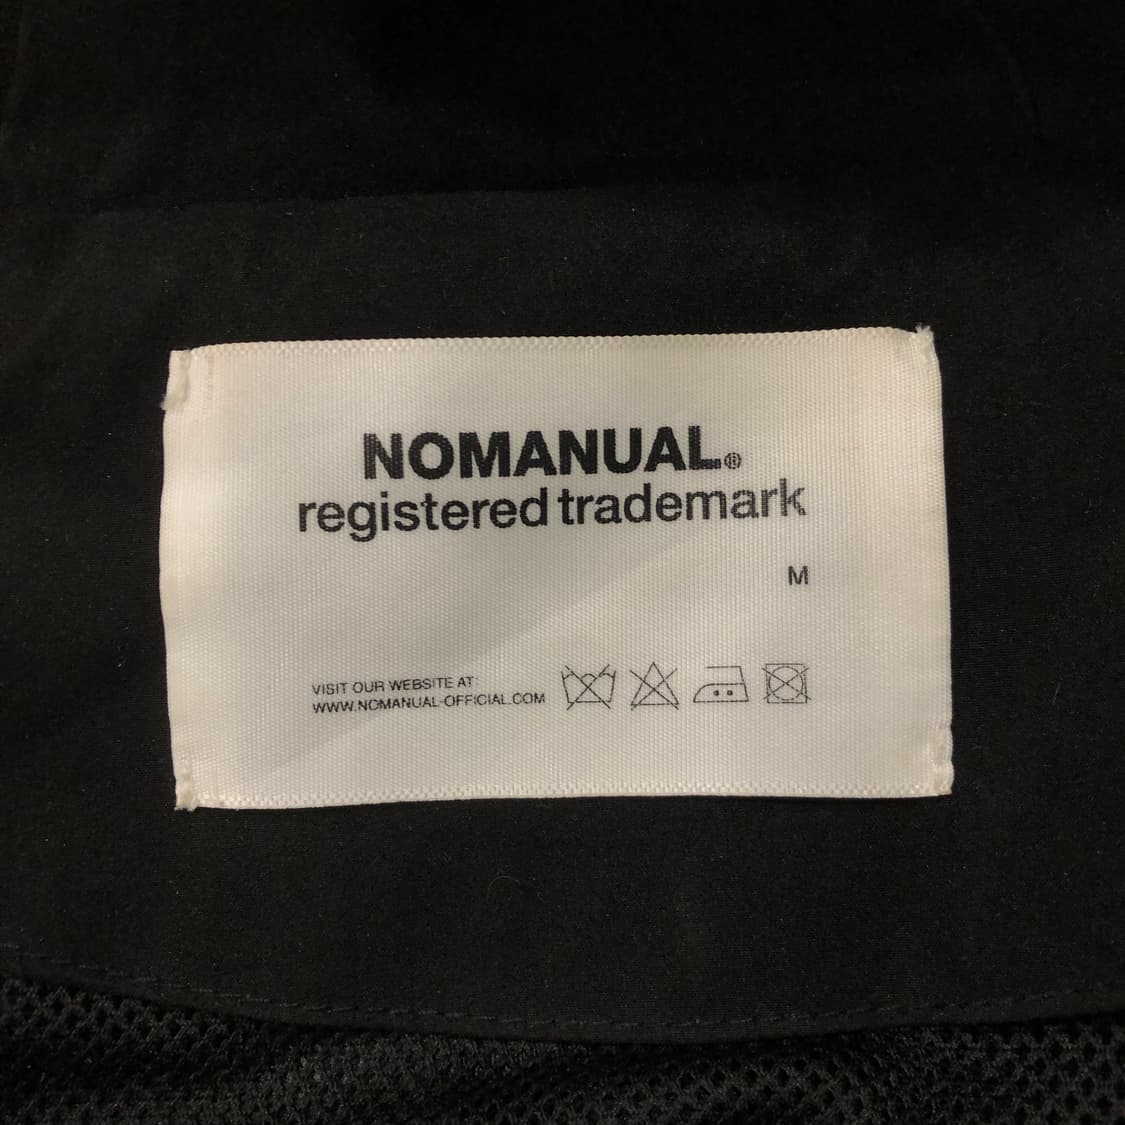 NOMANUAL®
registered trademark
M
VISIT OUR WEBSITE AT:
WWW.NOMANUAL-OFFICIAL.COM